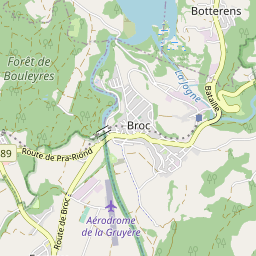 Botterens
Forêt de
Bouleyres
La Jogne
Bataille
Broc
89
Route de Pra-Riond
Route de Broc
Aérodrome
de la Gruyère